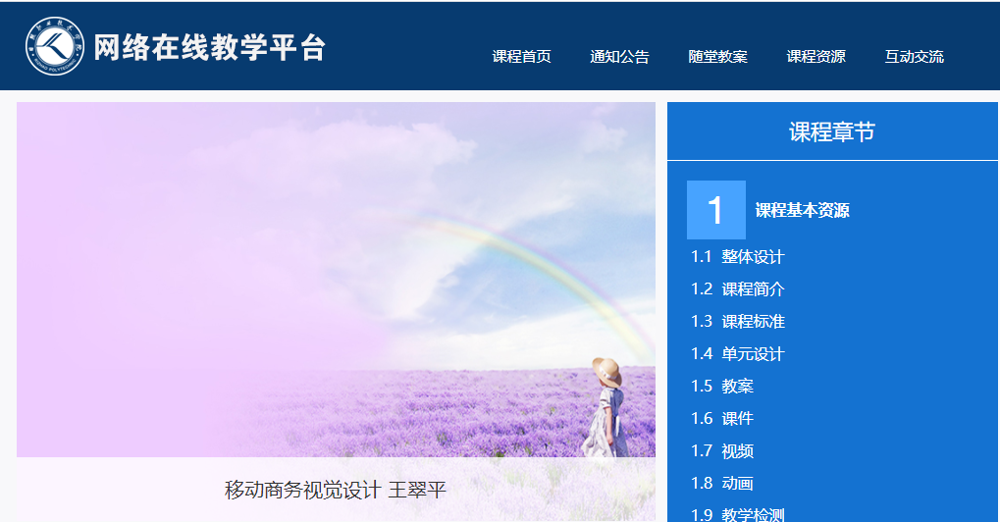 网络在线教学平台
课程首页 通知公告 随堂教案 课程资源 互动交流
移动商务视觉设计 王翠平
课程章节
1 课程基本资源
1.1 整体设计
1.2 课程简介
1.3 课程标准
1.4 单元设计
1.5 教案
1.6 课件
1.7 视频
1.8 动画
1.9 教学检测